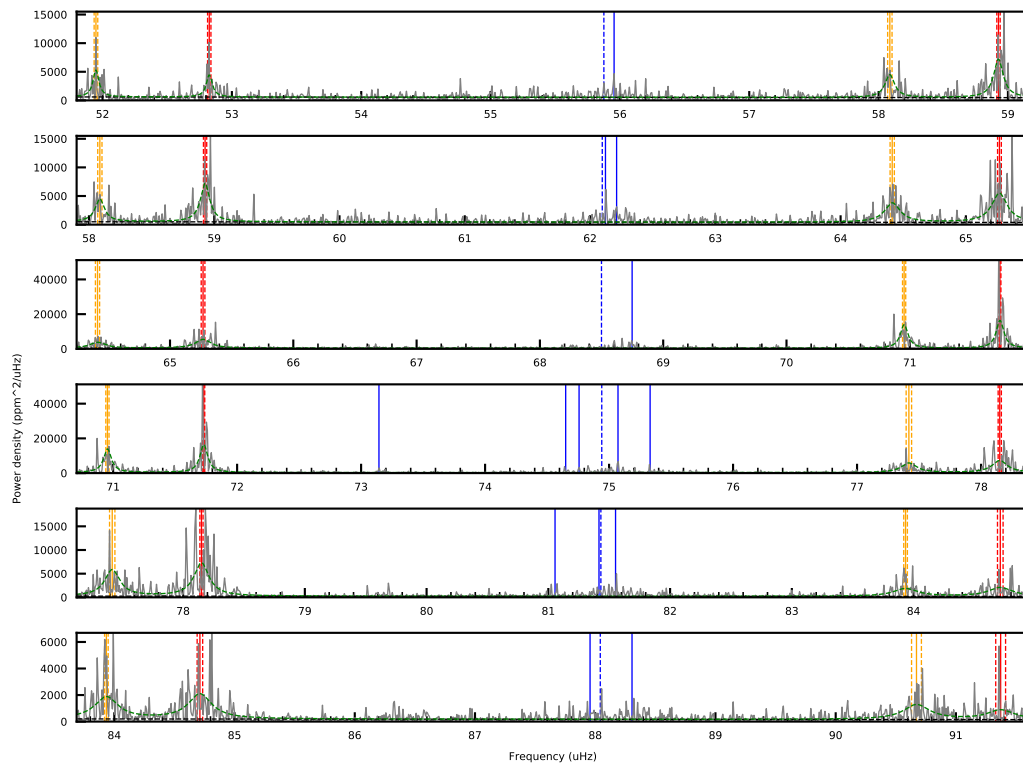 15000
10000
5000
0
52 53 54 55 56 57 58 59
15000
10000
5000
0
58 59 60 61 62 63 64 65
40000
20000
0
65 66 67 68 69 70 71
Power density (ppm^2/uHz)
40000
20000
0
71 72 73 74 75 76 77 78
15000
10000
5000
0
78 79 80 81 82 83 84
6000
4000
2000
0
84 85 86 87 88 89 90 91
Frequency (uHz)